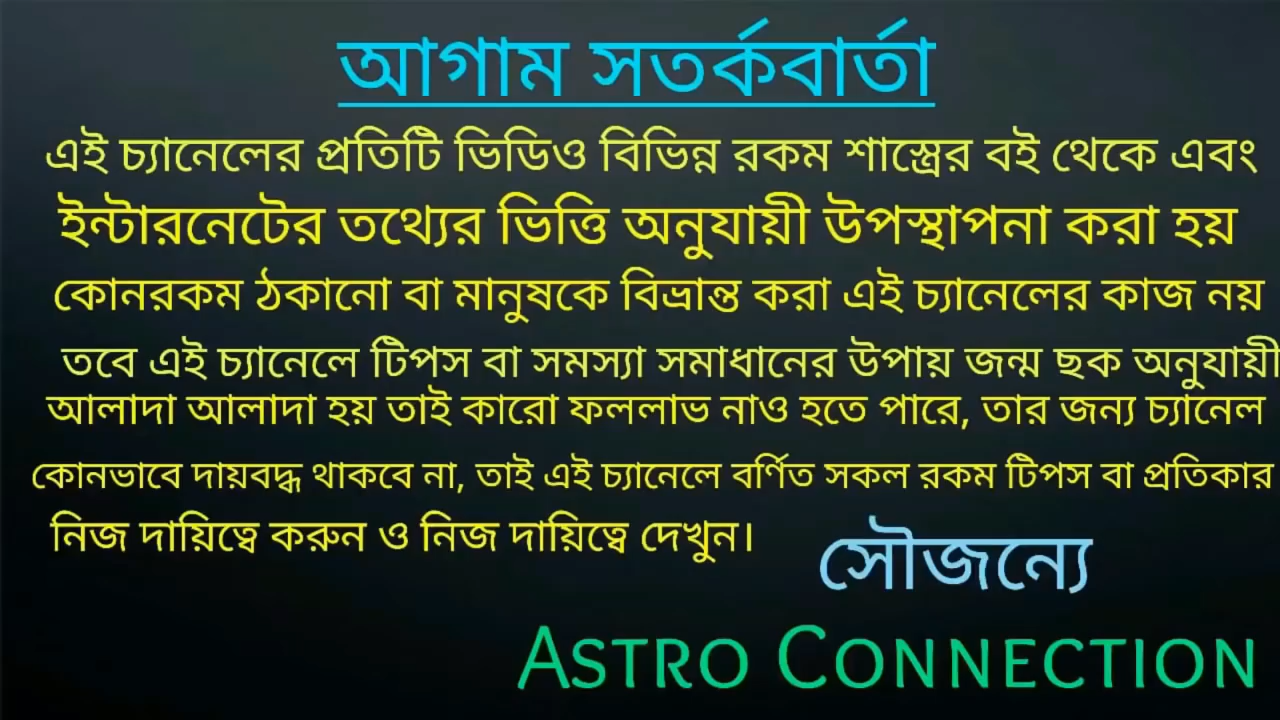 আগাম সতর্কবার্তা
এই চ্যানেলের প্রতিটি ভিডিও বিভিন্ন রকম শাস্ত্রের বই থেকে এবং
ইন্টারনেটের তথ্যের ভিত্তি অনুযায়ী উপস্থাপনা করা হয়
কোনরকম ঠকানো বা মানুষকে বিভ্রান্ত করা এই চ্যানেলের কাজ নয়
তবে এই চ্যানেলে টিপস বা সমস্যা সমাধানের উপায় জন্ম ছক অনুযায়ী
আলাদা আলাদা হয় তাই কারো ফললাভ নাও হতে পারে, তার জন্য চ্যানেল
কোনভাবে দায়বদ্ধ থাকবে না, তাই এই চ্যানেলে বর্ণিত সকল রকম টিপস বা প্রতিকার
নিজ দায়িত্বে করুন ও নিজ দায়িত্বে দেখুন।
সৌজন্যে
ASTRO CONNECTION